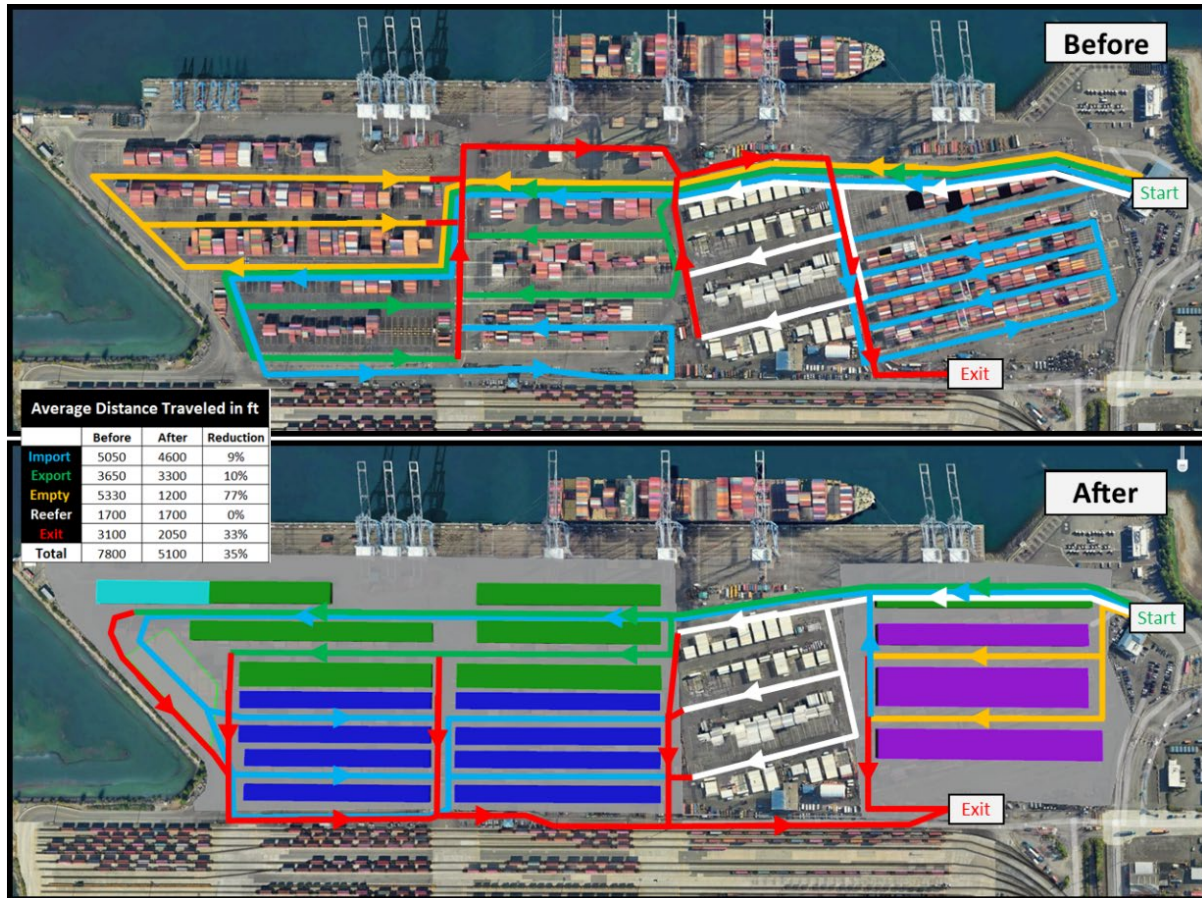 Before
Start
Exit
Average Distance Traveled in ft
Before After Reduction
Import 5050 4600 9%
Export 3650 3300 10%
Empty 5330 1200 77%
Reefer 1700 1700 0%
Exit 3100 2050 33%
Total 7800 5100 35%
After
Start
Exit